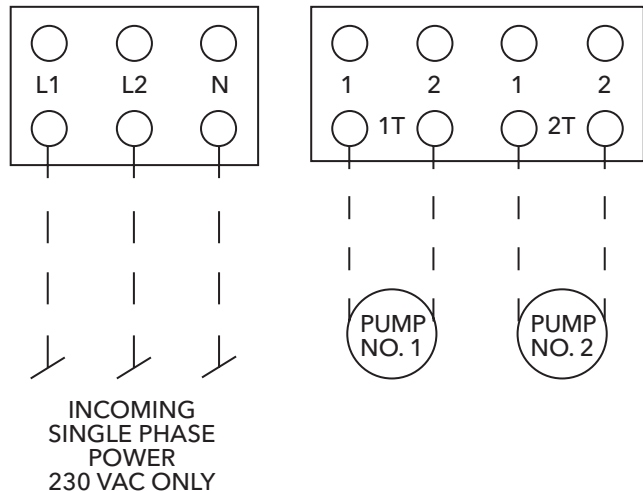 L1 L2 N
1 2 1 2
1T 2T
PUMP
NO. 1
PUMP
NO. 2
INCOMING
SINGLE PHASE
POWER
230 VAC ONLY